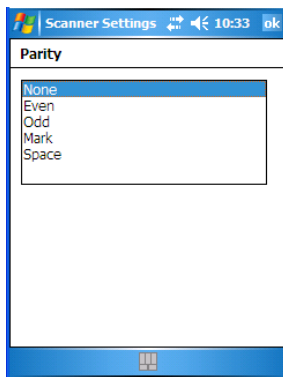 Scanner Settings 10:33 ok
Parity
None
Even
Odd
Mark
Space